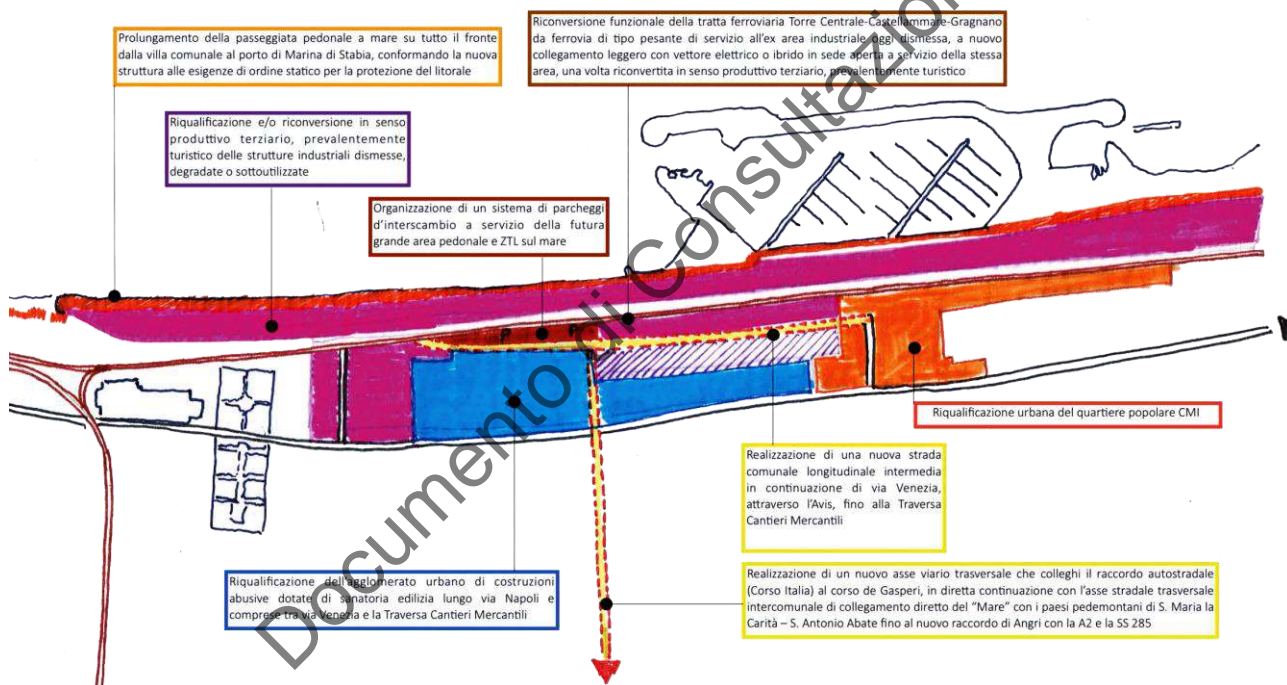 Prolungamento della passeggiata pedonale a mare su tutto il fronte
dalla villa comunale al porto di Marina di Stabia, conformando la nuova
struttura alle esigenze di ordine statico per la protezione del litorale
Riconversione funzionale della tratta ferroviaria Torre Centrale-Castellammare-Gragnano
da ferrovia di tipo pesante di servizio all'ex area industriale oggi dismessa, a nuovo
collegamento leggero con vettore elettrico o ibrido in sede aperta a servizio della stessa
area, una volta riconvertita in senso produttivo terziario, prevalentemente turistico
Riqualificazione e/o riconversione in senso
produttivo terziario, prevalentemente
turistico delle strutture industriali dismesse,
degradate o sottoutilizzate
Organizzazione di un sistema di parcheggi
d'interscambio a servizio della futura
grande area pedonale e ZTL sul mare
P
P
Riqualificazione urbana del quartiere popolare CMI
Realizzazione di una nuova strada
comunale longitudinale intermedia
in continuazione di via Venezia,
attraverso l'Avis, fino alla Traversa
Cantieri Mercantili
Riqualificazione dell'agglomerato urbano di costruzioni
abusive dotate di sanatoria edilizia lungo via Napoli e
comprese tra via Venezia e la Traversa Cantieri Mercantili
Realizzazione di un nuovo asse viario trasversale che colleghi il raccordo autostradale
(Corso Italia) al corso de Gasperi, in diretta continuazione con l'asse stradale trasversale
intercomunale di collegamento diretto del "Mare" con i paesi pedemontani di S. Maria la
Carità – S. Antonio Abate fino al nuovo raccordo di Angri con la A2 e la SS 285
Documento di Consultazion